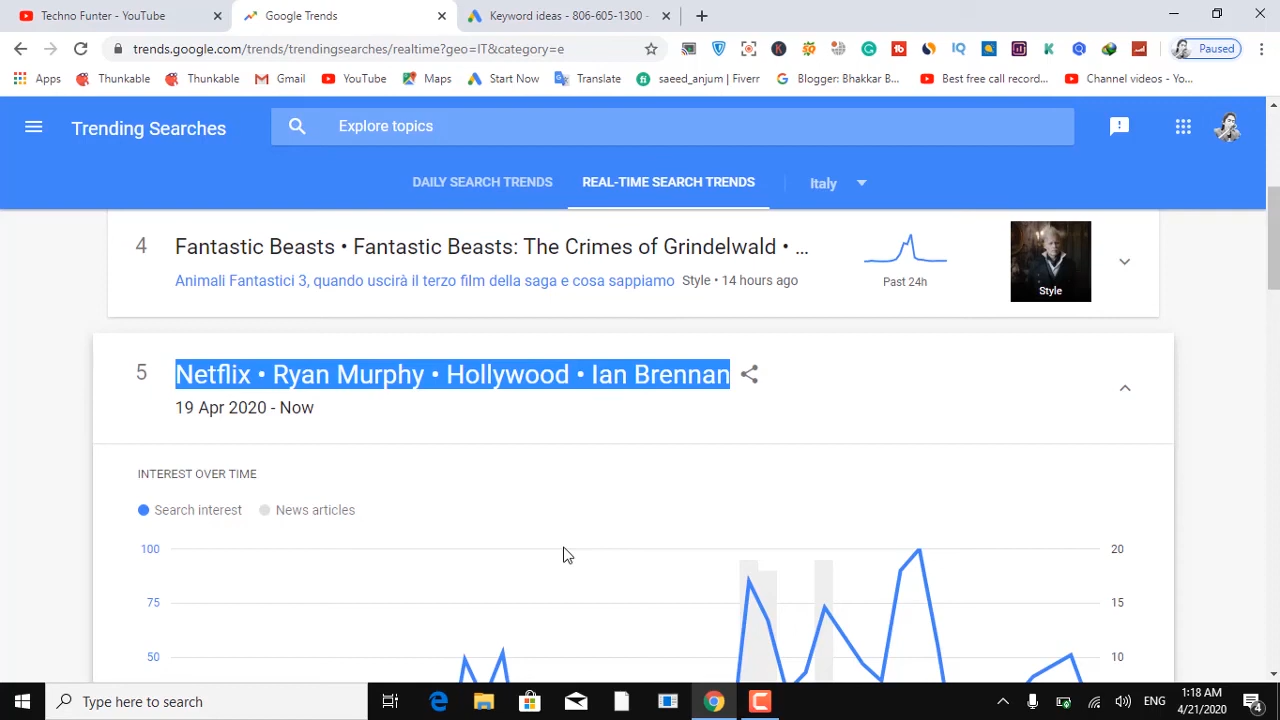 Techno Funter - YouTube
Google Trends
Keyword ideas - 806-605-1300 -
trends.google.com/trends/trendingsearches/realtime?geo=IT&category=e
Paused
Apps
Thunkable
Thunkable
Gmail
YouTube
Maps
Start Now
Translate
saeed_anjum | Fiverr
Blogger: Bhakkar B...
Best free call record...
Channel videos - Yo...
Trending Searches
Explore topics
DAILY SEARCH TRENDS
REAL-TIME SEARCH TRENDS
Italy
4
Fantastic Beasts • Fantastic Beasts: The Crimes of Grindelwald • ...
Animali Fantastici 3, quando uscirà il terzo film della saga e cosa sappiamo Style • 14 hours ago
Past 24h
Style
5
Netflix • Ryan Murphy • Hollywood • Ian Brennan
19 Apr 2020 - Now
INTEREST OVER TIME
Search interest
News articles
100
20
75
15
50
10
Type here to search
ENG
1:18 AM
4/21/2020
4